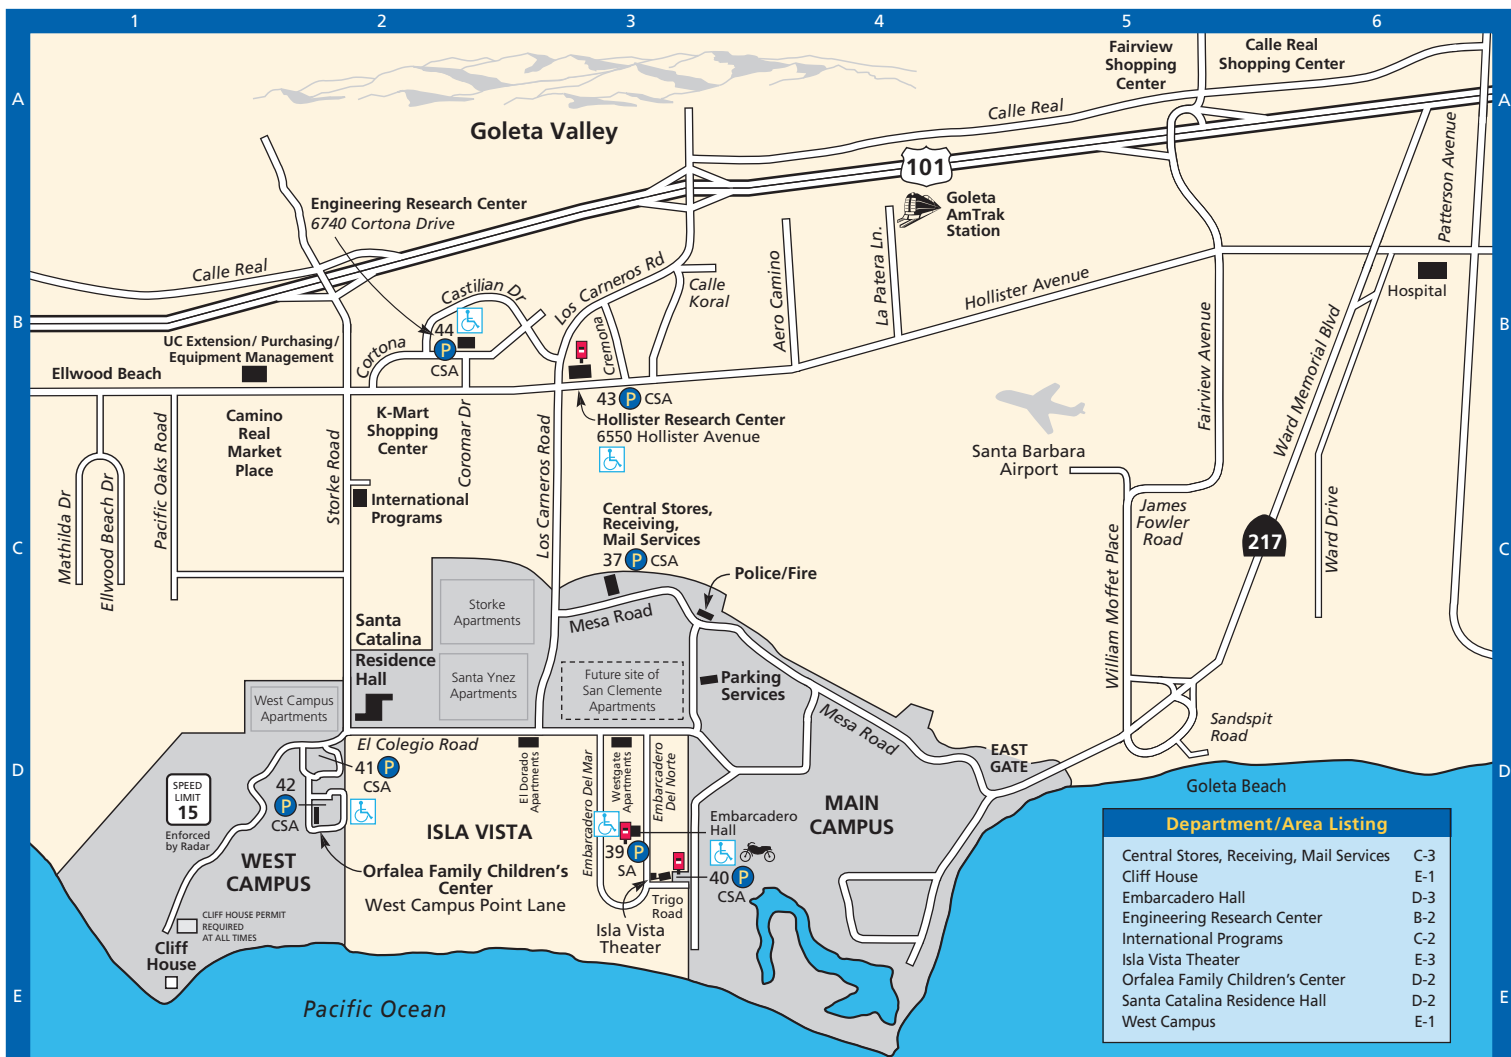 1 2 3 4 5 6
A
A
B
B
C
C
D
D
E
E
Fairview
Shopping
Center
Calle Real
Shopping Center
Calle Real
Goleta Valley
101
Patterson Avenue
Engineering Research Center
6740 Cortona Drive
Goleta
AmTrak
Station
Calle Real
Castilian Dr
Los Carneros Rd
Calle
Koral
Aero Camino
La Patera Ln.
Hollister Avenue
Hospital
44
P
CSA
Cortona
Cremona
UC Extension/ Purchasing/
Equipment Management
Ellwood Beach
Fairview Avenue
Ward Memorial Blvd
43 P CSA
Hollister Research Center
6550 Hollister Avenue
Camino
Real
Market
Place
K-Mart
Shopping
Center
Coromar Dr
Storke Road
Pacific Oaks Road
Los Carneros Road
Santa Barbara
Airport
Mathilda Dr
Ellwood Beach Dr
International
Programs
Central Stores,
Receiving,
Mail Services
37 P CSA
James
Fowler
Road
William Moffet Place
217
Ward Drive
Police/Fire
Storke
Apartments
Mesa Road
Santa
Catalina
Residence
Hall
Santa Ynez
Apartments
Future site of
San Clemente
Apartments
Parking
Services
West Campus
Apartments
Mesa Road
Sandspit
Road
El Colegio Road
El Dorado
Apartments
Embarcadero Del Mar
Westgate
Apartments
Embarcadero
Del Norte
EAST
GATE
41 P
CSA
42
P
CSA
SPEED
LIMIT
15
Enforced
by Radar
Goleta Beach
MAIN
CAMPUS
Embarcadero
Hall
ISLA VISTA
WEST
CAMPUS
Orfalea Family Children's
Center
West Campus Point Lane
39 P
SA
40 P
CSA
Trigo
Road
Isla Vista
Theater
CLIFF HOUSE PERMIT
REQUIRED
AT ALL TIMES
Cliff
House
Pacific Ocean
Department/Area Listing
Central Stores, Receiving, Mail Services C-3
Cliff House E-1
Embarcadero Hall D-3
Engineering Research Center B-2
International Programs C-2
Isla Vista Theater E-3
Orfalea Family Children's Center D-2
Santa Catalina Residence Hall D-2
West Campus E-1